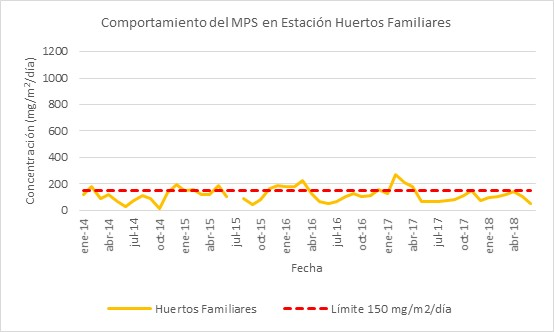 Comportamiento del MPS en Estación Huertos Familiares
Concentración (mg/m²/día)
1200
1000
800
600
400
200
0
ene-14
abr-14
jul-14
oct-14
ene-15
abr-15
jul-15
oct-15
ene-16
abr-16
jul-16
oct-16
ene-17
abr-17
jul-17
oct-17
ene-18
abr-18
Fecha
Huertos Familiares
Límite 150 mg/m2/día